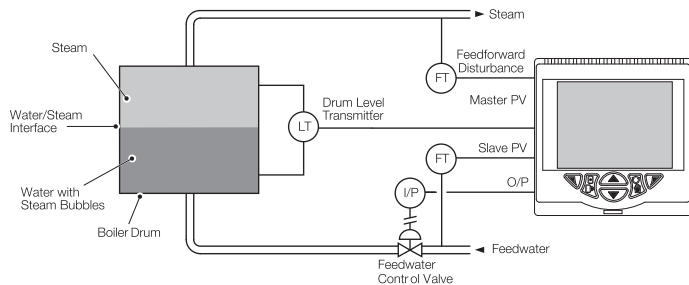 Steam
Steam
Feedforward
Disturbance
FT
Water/Steam
Interface
Drum Level
Transmitter
Master PV
LT
Slave PV
FT
Water with
Steam Bubbles
I/P
O/P
Boiler Drum
Feedwater
Feedwater
Control Valve